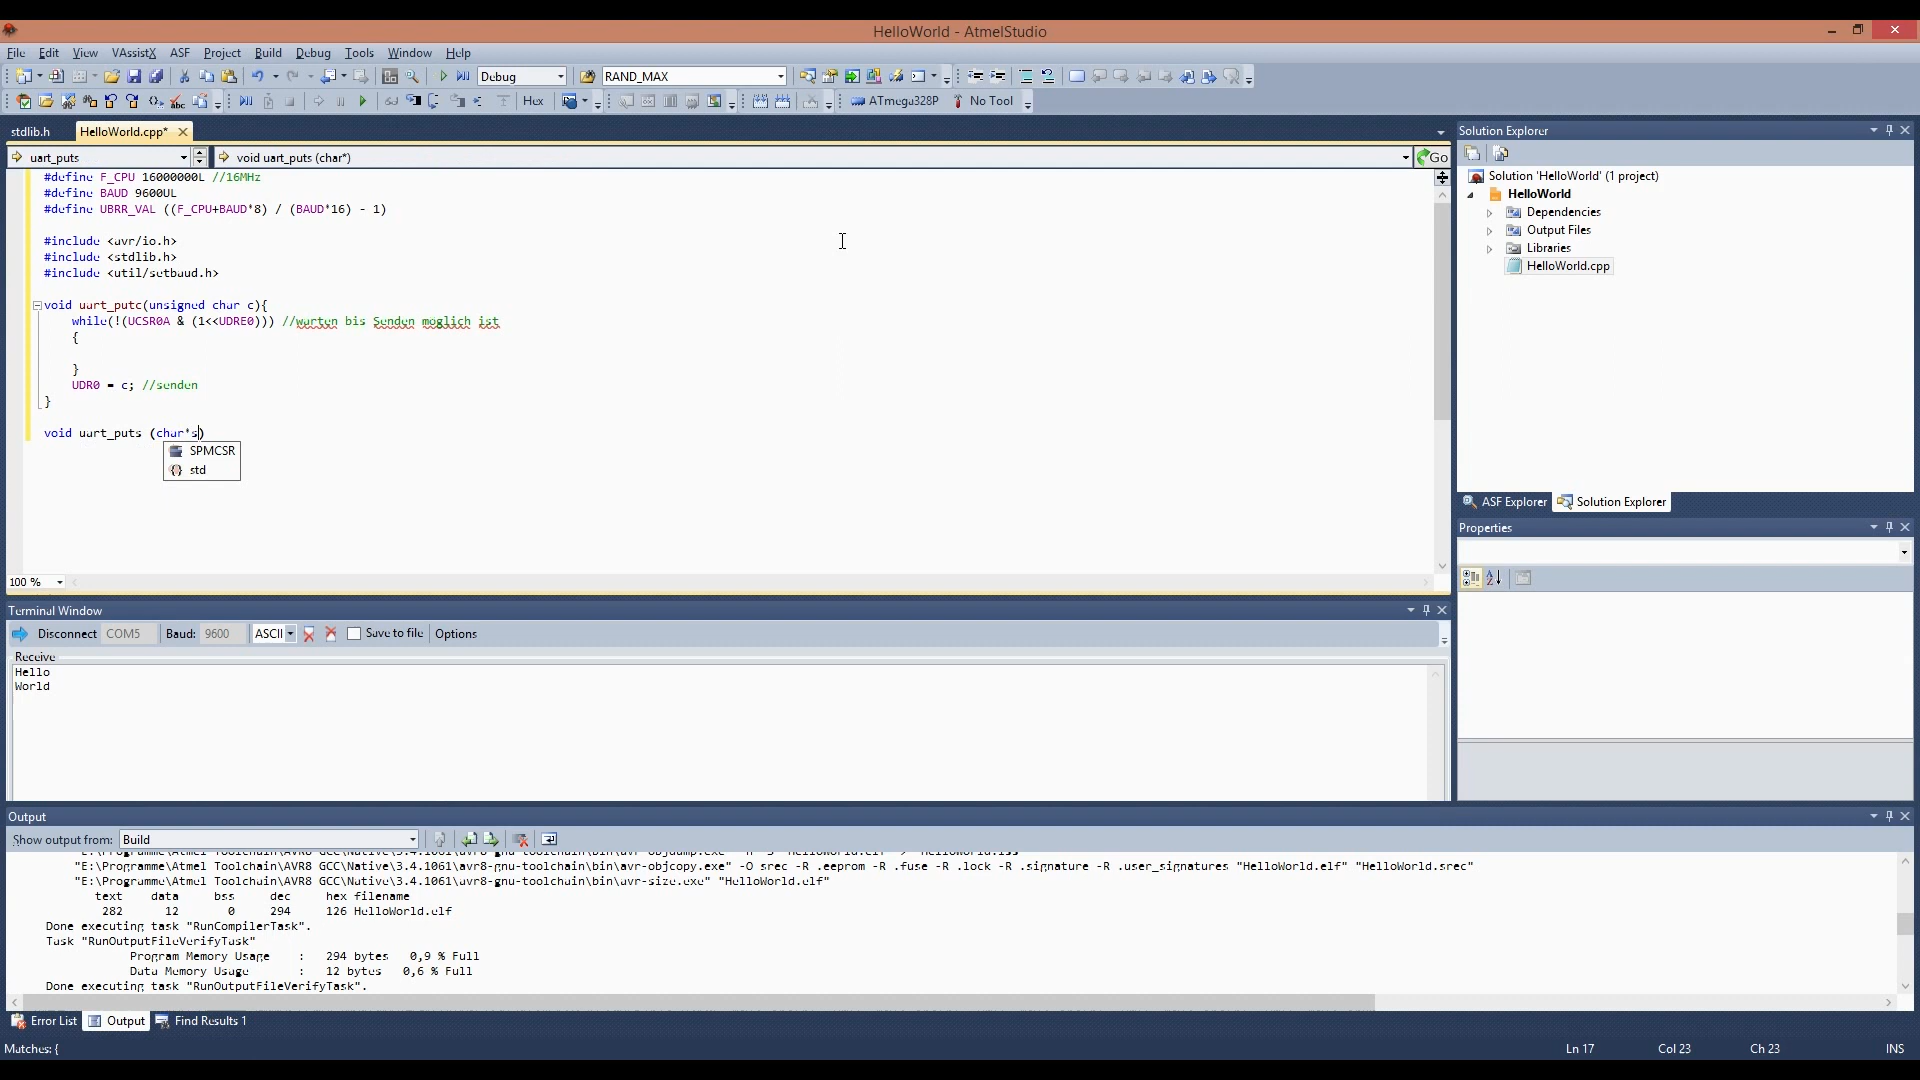 HelloWorld - AtmelStudio
File Edit View VAssistX ASF Project Build Debug Tools Window Help
Debug RAND_MAX
Hex ATmega328P No Tool
stdlib.h HelloWorld.cpp*
uart_puts void uart_puts (char*) Go
#define F_CPU 16000000L //16MHz
#define BAUD 9600UL
#define UBRR_VAL ((F_CPU+BAUD*8) / (BAUD*16) - 1)
#include <avr/io.h>
#include <stdlib.h>
#include <util/setbaud.h>
void uart_putc(unsigned char c){
while(!(UCSR0A & (1<<UDRE0))) //warten bis Senden möglich ist
{
}
UDR0 = c; //senden
}
void uart_puts (char*s)
SPMCSR
std
100 %
Solution Explorer
Solution 'HelloWorld' (1 project)
HelloWorld
Dependencies
Output Files
Libraries
HelloWorld.cpp
ASF Explorer Solution Explorer
Properties
Terminal Window
Disconnect COM5 Baud: 9600 ASCII Save to file Options
Receive
Hello
World
Output
Show output from: Build
"E:\Programme\Atmel Toolchain\AVR8 GCC\Native\3.4.1061\avr8-gnu-toolchain\bin\avr-objcopy.exe" -O srec -R .eeprom -R .fuse -R .lock -R .signature -R .user_signatures "HelloWorld.elf" "HelloWorld.srec"
"E:\Programme\Atmel Toolchain\AVR8 GCC\Native\3.4.1061\avr8-gnu-toolchain\bin\avr-size.exe" "HelloWorld.elf"
text data bss dec hex filename
282 12 0 294 126 HelloWorld.elf
Done executing task "RunCompilerTask".
Task "RunOutputFileVerifyTask"
Program Memory Usage : 294 bytes 0,9 % Full
Data Memory Usage : 12 bytes 0,6 % Full
Done executing task "RunOutputFileVerifyTask".
Error List Output Find Results 1
Matches: {
Ln 17 Col 23 Ch 23 INS